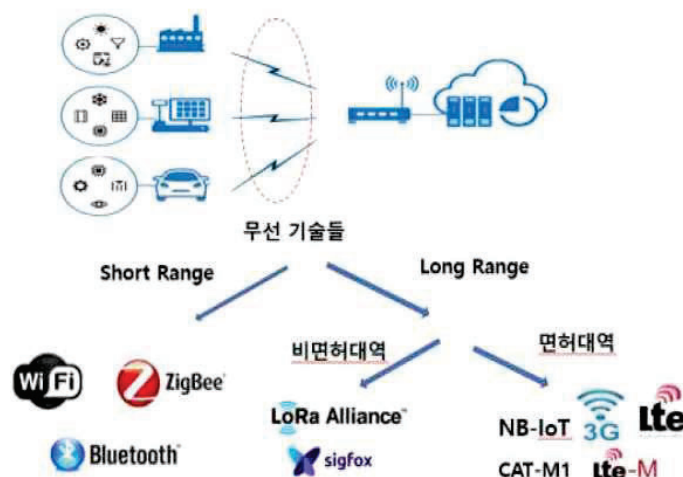 무선 기술들
Short Range
Long Range
비면허대역
면허대역
WiFi
ZigBee
LoRa Alliance™
NB-IoT
3G
Lte
Bluetooth
sigfox
CAT-M1
Lte-M